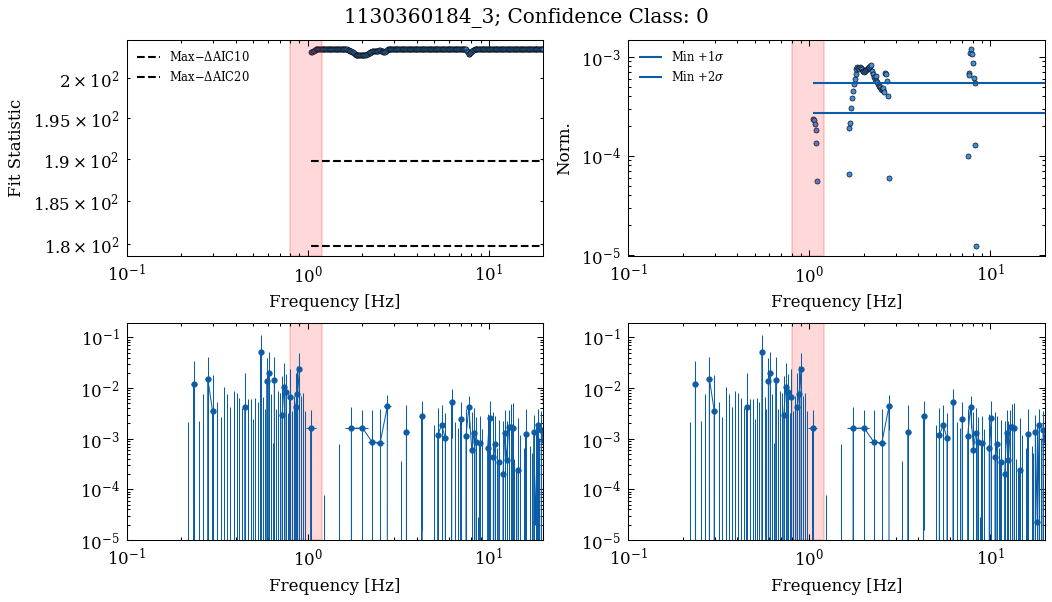 1130360184_3; Confidence Class: 0
Max−ΔAIC10
Max−ΔAIC20
Fit Statistic
2 × 10²
1.95 × 10²
1.9 × 10²
1.85 × 10²
1.8 × 10²
10⁻¹ 10⁰ 10¹
Frequency [Hz]
Min +1σ
Min +2σ
Norm.
10⁻³
10⁻⁴
10⁻⁵
10⁻¹ 10⁰ 10¹
Frequency [Hz]
10⁻¹
10⁻²
10⁻³
10⁻⁴
10⁻⁵
10⁻¹ 10⁰ 10¹
Frequency [Hz]
10⁻¹
10⁻²
10⁻³
10⁻⁴
10⁻⁵
10⁻¹ 10⁰ 10¹
Frequency [Hz]